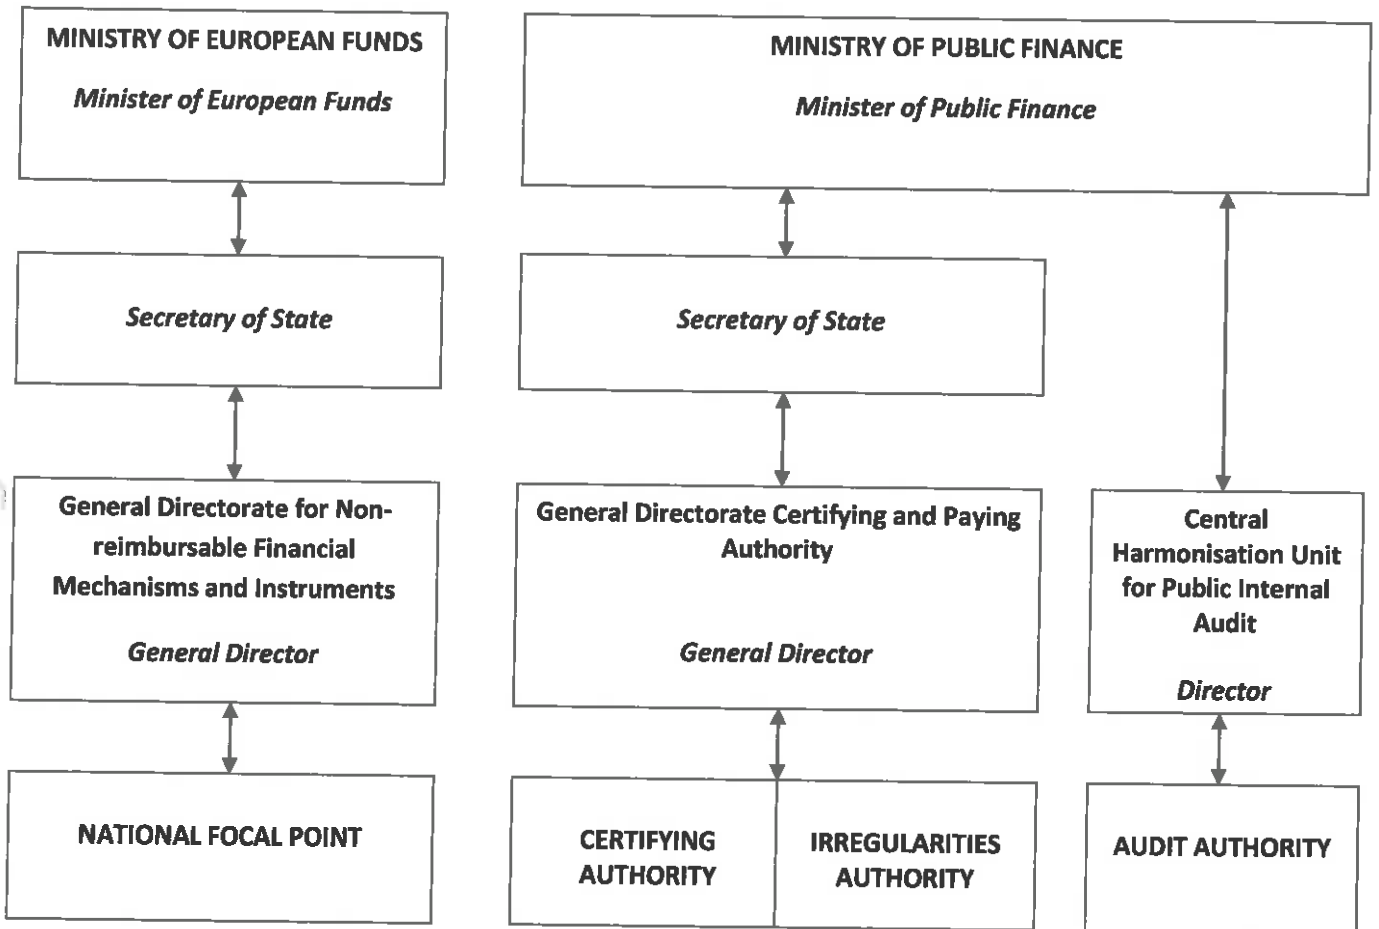 MINISTRY OF EUROPEAN FUNDS
Minister of European Funds
MINISTRY OF PUBLIC FINANCE
Minister of Public Finance
Secretary of State
Secretary of State
General Directorate for Non-
reimbursable Financial
Mechanisms and Instruments
General Director
General Directorate Certifying and Paying
Authority
General Director
Central
Harmonisation Unit
for Public Internal
Audit
Director
NATIONAL FOCAL POINT
CERTIFYING
AUTHORITY
IRREGULARITIES
AUTHORITY
AUDIT AUTHORITY